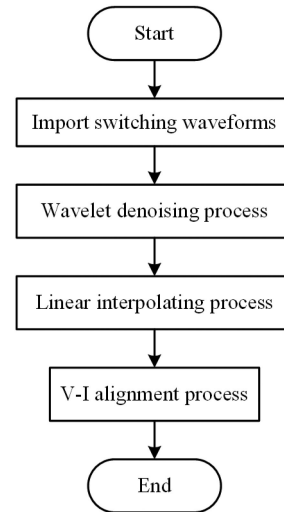 Start
Import switching waveforms
Wavelet denoising process
Linear interpolating process
V-I alignment process
End